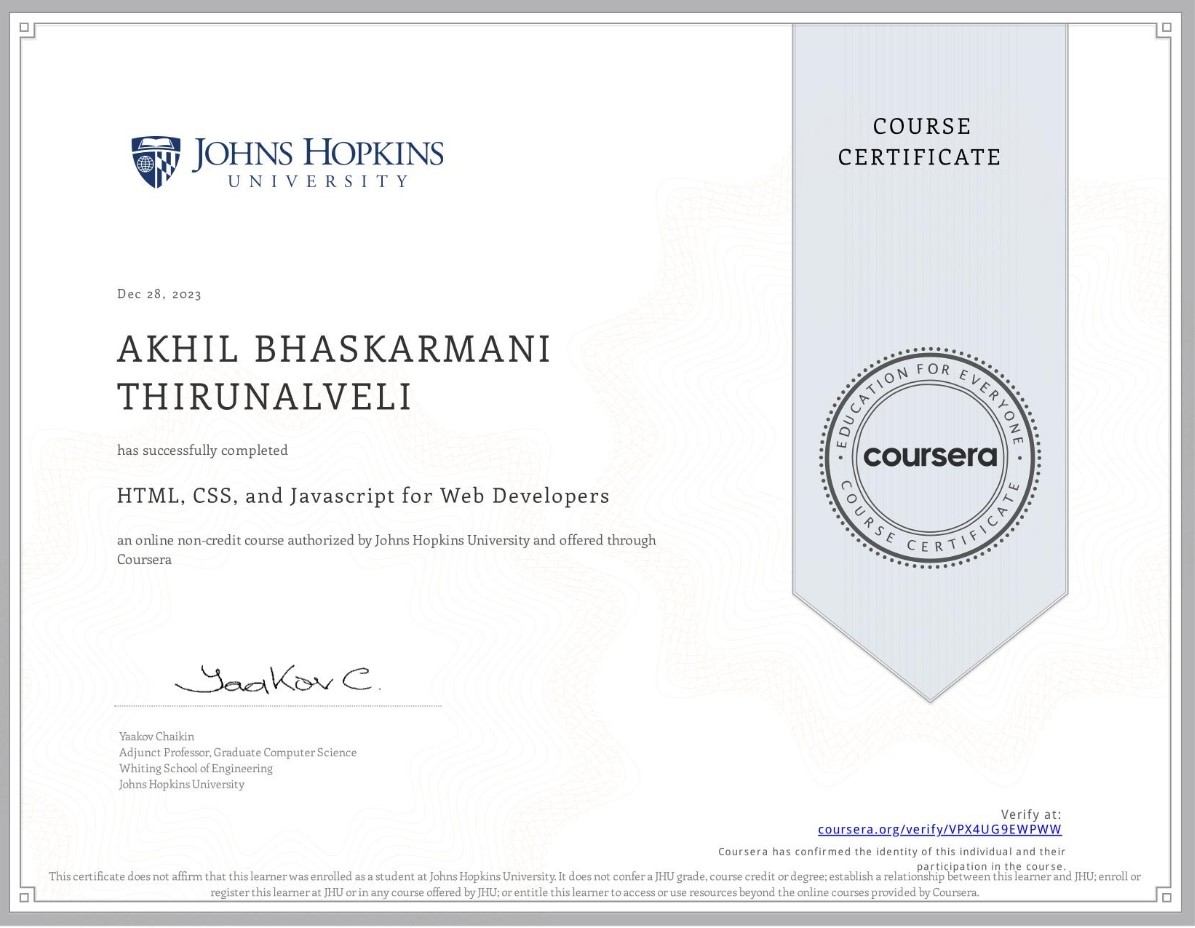 JOHNS HOPKINS
UNIVERSITY
COURSE
CERTIFICATE
Dec 28, 2023
AKHIL BHASKARMANI
THIRUNALVELI
has successfully completed
HTML, CSS, and Javascript for Web Developers
an online non-credit course authorized by Johns Hopkins University and offered through
Coursera
EDUCATION FOR EVERYONE
coursera
COURSE CERTIFICATE
Yaakov C.
Yaakov Chaikin
Adjunct Professor, Graduate Computer Science
Whiting School of Engineering
Johns Hopkins University
Verify at:
coursera.org/verify/VPX4UG9EWPWW
Coursera has confirmed the identity of this individual and their
participation in the course.
This certificate does not affirm that this learner was enrolled as a student at Johns Hopkins University. It does not confer a JHU grade, course credit or degree; establish a relationship between this learner and JHU; enroll or
register this learner at JHU or in any course offered by JHU; or entitle this learner to access or use resources beyond the online courses provided by Coursera.